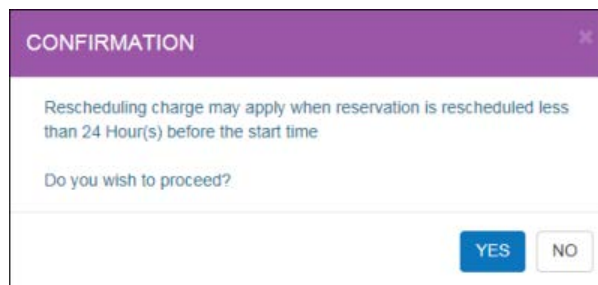 CONFIRMATION
Rescheduling charge may apply when reservation is rescheduled less
than 24 Hour(s) before the start time
Do you wish to proceed?
YES
NO